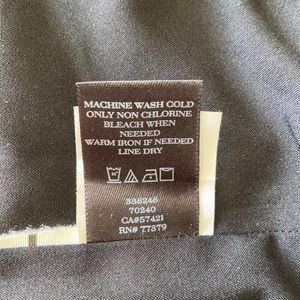 MACHINE WASH COLD
ONLY NON CHLORINE
BLEACH WHEN
NEEDED
WARM IRON IF NEEDED
LINE DRY
388246
70240
CA#57421
RN# 77379